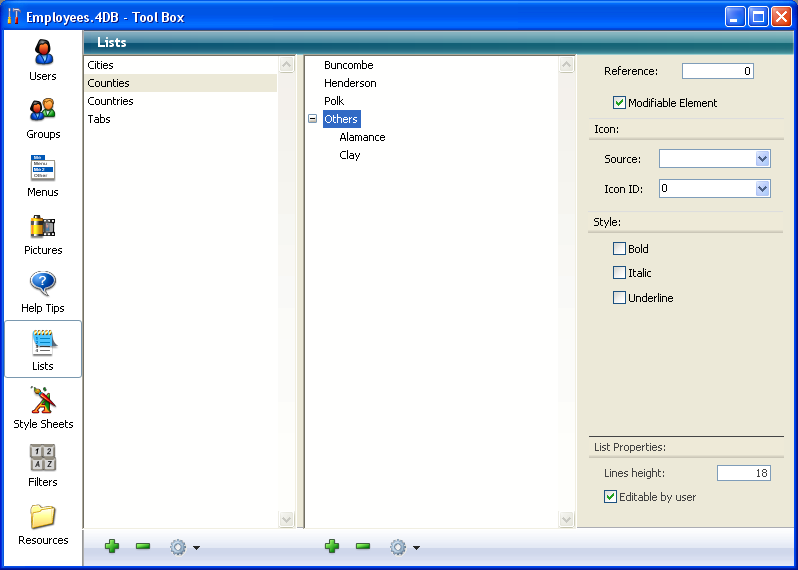 Employees.4DB - Tool Box
Users
Groups
Menus
Pictures
Help Tips
Lists
Style Sheets
Filters
Resources
Lists
Cities
Counties
Countries
Tabs
Buncombe
Henderson
Polk
Others
Alamance
Clay
Reference: 0
Modifiable Element
Icon:
Source:
Icon ID: 0
Style:
Bold
Italic
Underline
List Properties:
Lines height: 18
Editable by user